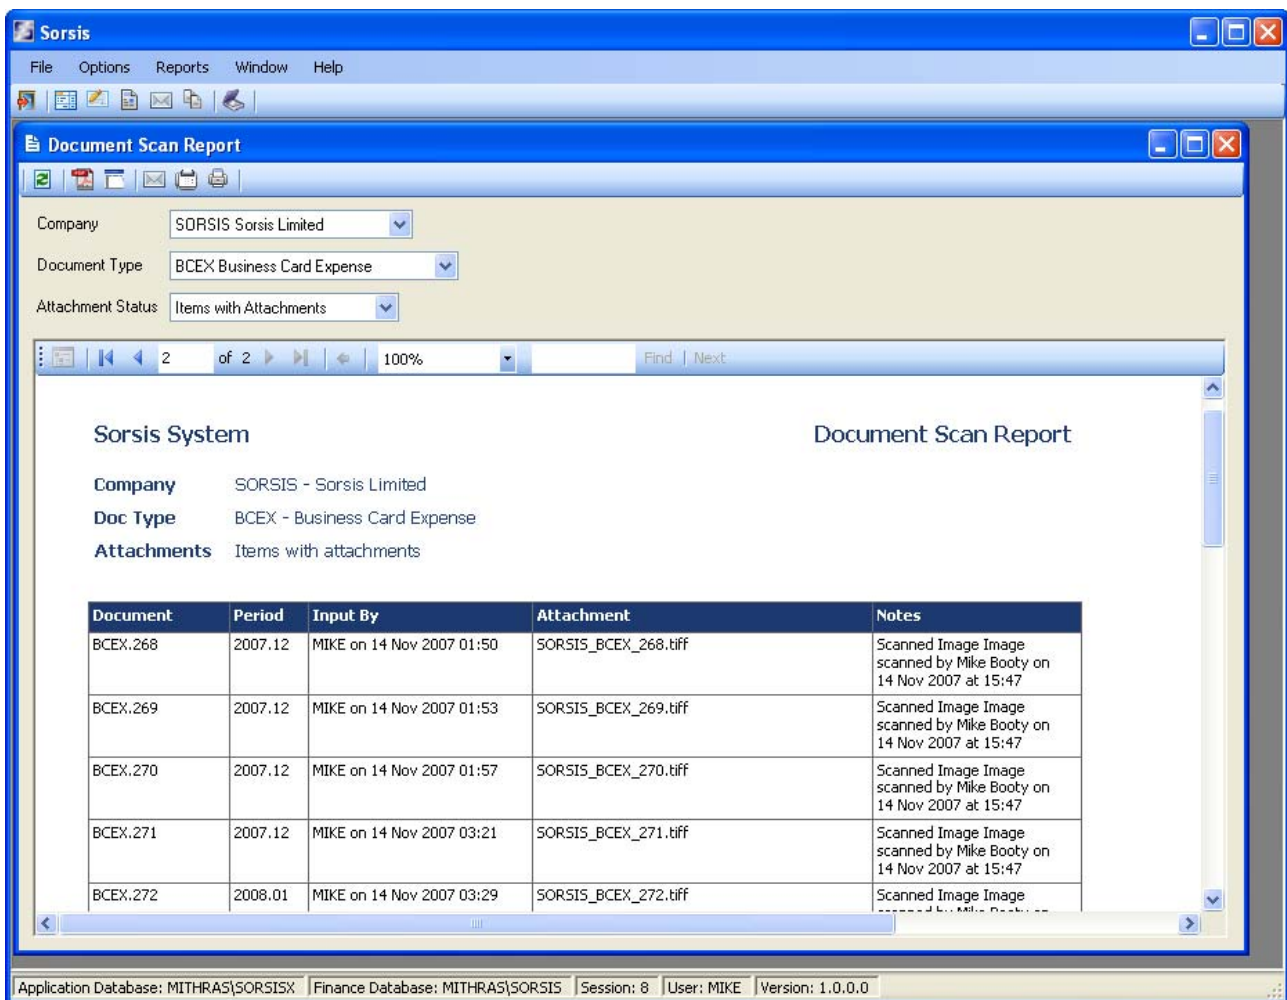 Sorsis
File Options Reports Window Help
Document Scan Report
Company SORSIS Sorsis Limited
Document Type BCEX Business Card Expense
Attachment Status Items with Attachments
2 of 2 100% Find | Next
Sorsis System Document Scan Report
Company SORSIS - Sorsis Limited
Doc Type BCEX - Business Card Expense
Attachments Items with attachments
Document Period Input By Attachment Notes
BCEX.268 2007.12 MIKE on 14 Nov 2007 01:50 SORSIS_BCEX_268.tiff Scanned Image Image
scanned by Mike Booty on
14 Nov 2007 at 15:47
BCEX.269 2007.12 MIKE on 14 Nov 2007 01:53 SORSIS_BCEX_269.tiff Scanned Image Image
scanned by Mike Booty on
14 Nov 2007 at 15:47
BCEX.270 2007.12 MIKE on 14 Nov 2007 01:57 SORSIS_BCEX_270.tiff Scanned Image Image
scanned by Mike Booty on
14 Nov 2007 at 15:47
BCEX.271 2007.12 MIKE on 14 Nov 2007 03:21 SORSIS_BCEX_271.tiff Scanned Image Image
scanned by Mike Booty on
14 Nov 2007 at 15:47
BCEX.272 2008.01 MIKE on 14 Nov 2007 03:29 SORSIS_BCEX_272.tiff Scanned Image Image
Application Database: MITHRAS\SORSISX Finance Database: MITHRAS\SORSIS Session: 8 User: MIKE Version: 1.0.0.0